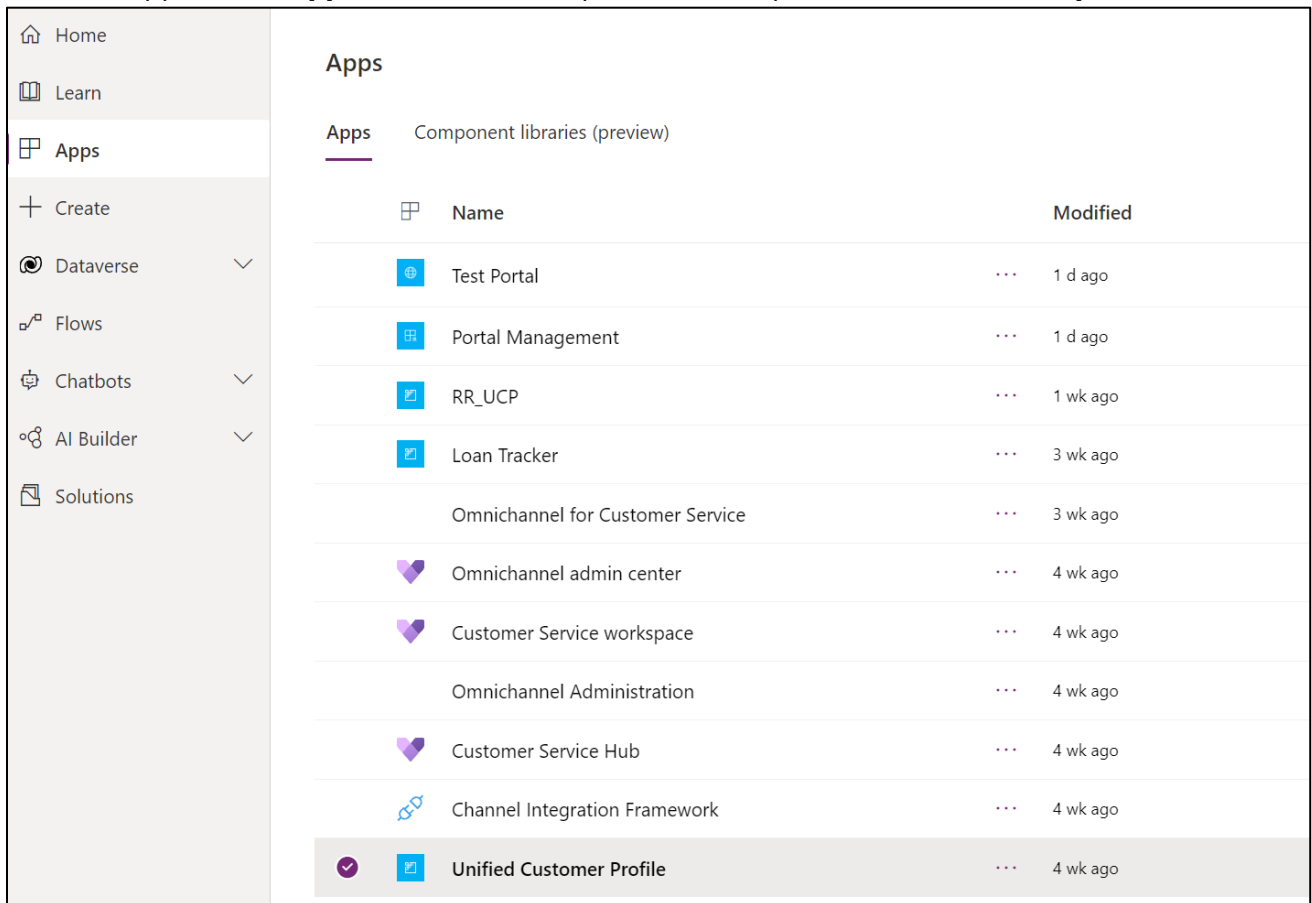 Home
Learn
Apps
Create
Dataverse
Flows
Chatbots
AI Builder
Solutions
Apps
Apps Component libraries (preview)
Name Modified
Test Portal ··· 1 d ago
Portal Management ··· 1 d ago
RR_UCP ··· 1 wk ago
Loan Tracker ··· 3 wk ago
Omnichannel for Customer Service ··· 3 wk ago
Omnichannel admin center ··· 4 wk ago
Customer Service workspace ··· 4 wk ago
Omnichannel Administration ··· 4 wk ago
Customer Service Hub ··· 4 wk ago
Channel Integration Framework ··· 4 wk ago
Unified Customer Profile ··· 4 wk ago